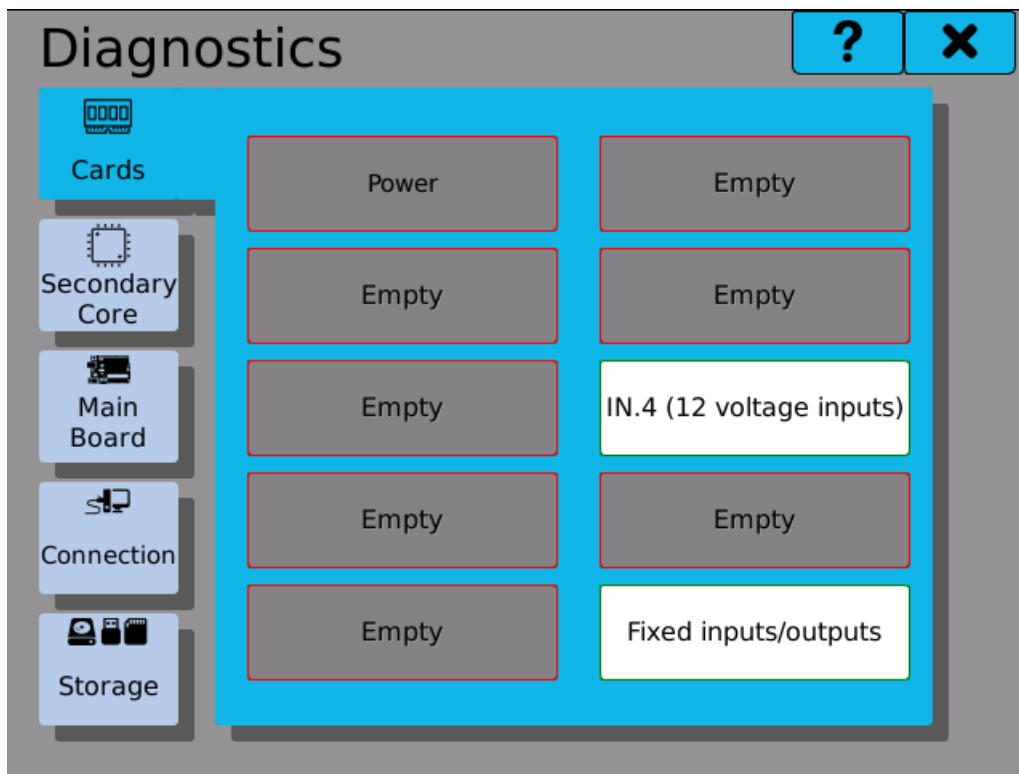 Diagnostics
?
Cards
Power
Empty
Secondary
Core
Empty
Empty
Main
Board
Empty
IN.4 (12 voltage inputs)
Connection
Empty
Empty
Storage
Empty
Fixed inputs/outputs